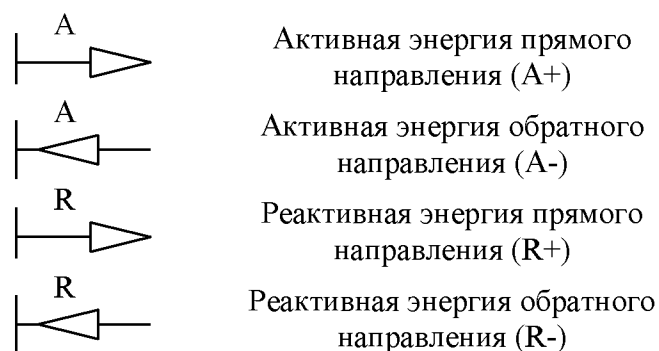 A
Активная энергия прямого
направления (А+)
A
Активная энергия обратного
направления (А-)
R
Реактивная энергия прямого
направления (R+)
R
Реактивная энергия обратного
направления (R-)